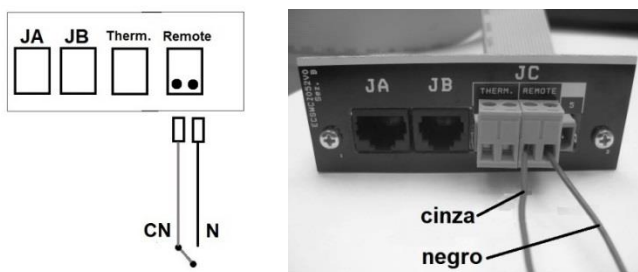 JA JB Therm. Remote
CN N
JA JB JC
THERM. REMOTE
S
cinza
negro